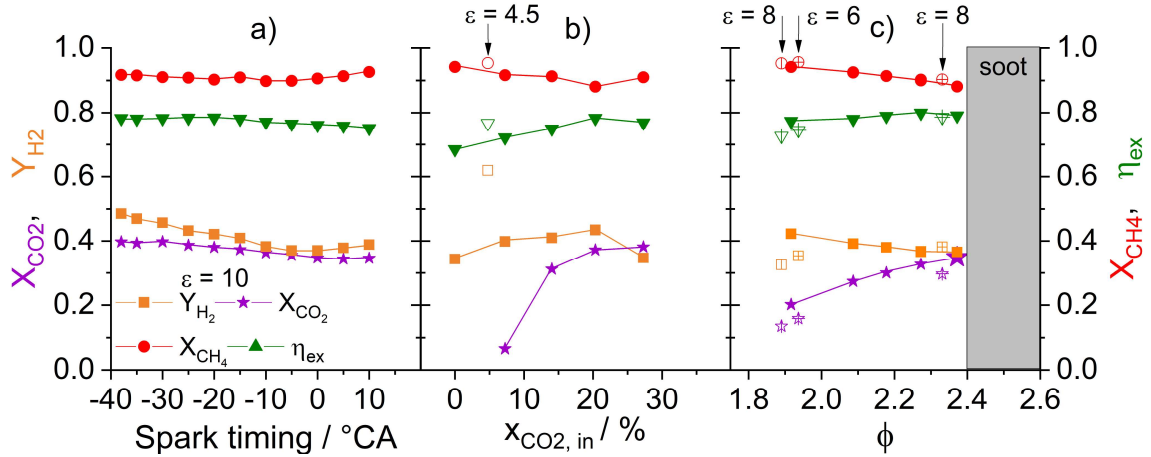 ε = 4.5
ε = 8
ε = 6
ε = 8
a)
b)
c)
1.0
0.8
0.6
0.4
0.2
0.0
X_CO2, Y_H2
ε = 10
Y_H2
X_CO2
X_CH4
η_ex
soot
1.0
0.8
0.6
0.4
0.2
0.0
X_CH4, η_ex
-40 -30 -20 -10 0 10
0 10 20 30
1.8 2.0 2.2 2.4 2.6
Spark timing / °CA
x_CO2, in / %
ϕ